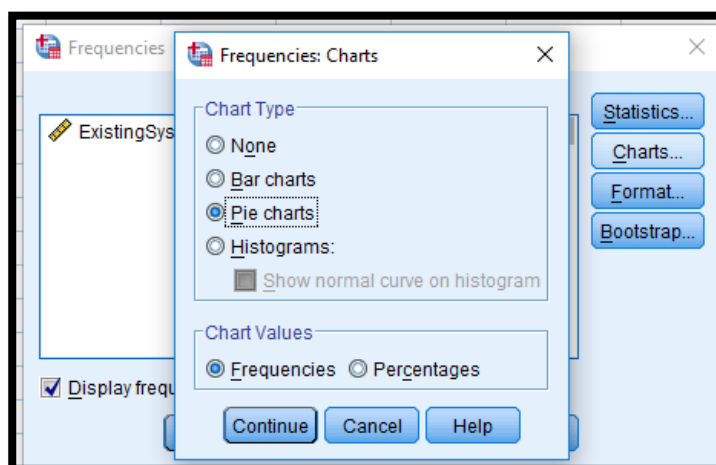 Frequencies
Frequencies: Charts
ExistingSys
Chart Type
None
Bar charts
Pie charts
Histograms:
Show normal curve on histogram
Chart Values
Frequencies Percentages
Display frequ
Continue Cancel Help
Statistics...
Charts...
Format...
Bootstrap...